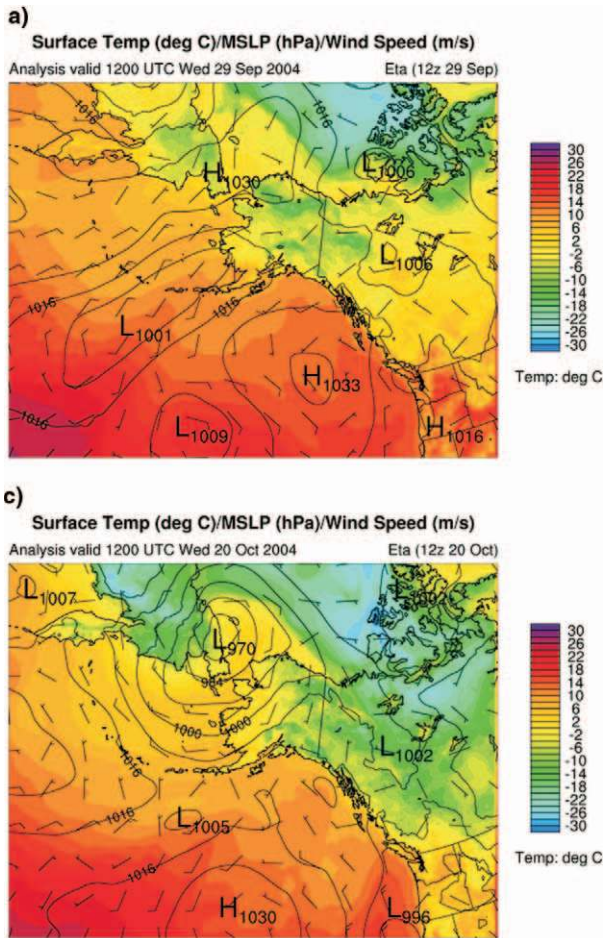 a)
Surface Temp (deg C)/MSLP (hPa)/Wind Speed (m/s)
Analysis valid 1200 UTC Wed 29 Sep 2004 Eta (12z 29 Sep)
1016
1016
H1030
L1006
L1006
1016
1016
L1001
H1033
1016
L1009
H1016
30
26
22
18
14
10
6
2
-2
-6
-10
-14
-18
-22
-26
-30
Temp: deg C
c)
Surface Temp (deg C)/MSLP (hPa)/Wind Speed (m/s)
Analysis valid 1200 UTC Wed 20 Oct 2004 Eta (12z 20 Oct)
L1007
L1002
L970
984
1000
1000
L1002
1016
L1005
1016
H1030
L996
30
26
22
18
14
10
6
2
-2
-6
-10
-14
-18
-22
-26
-30
Temp: deg C